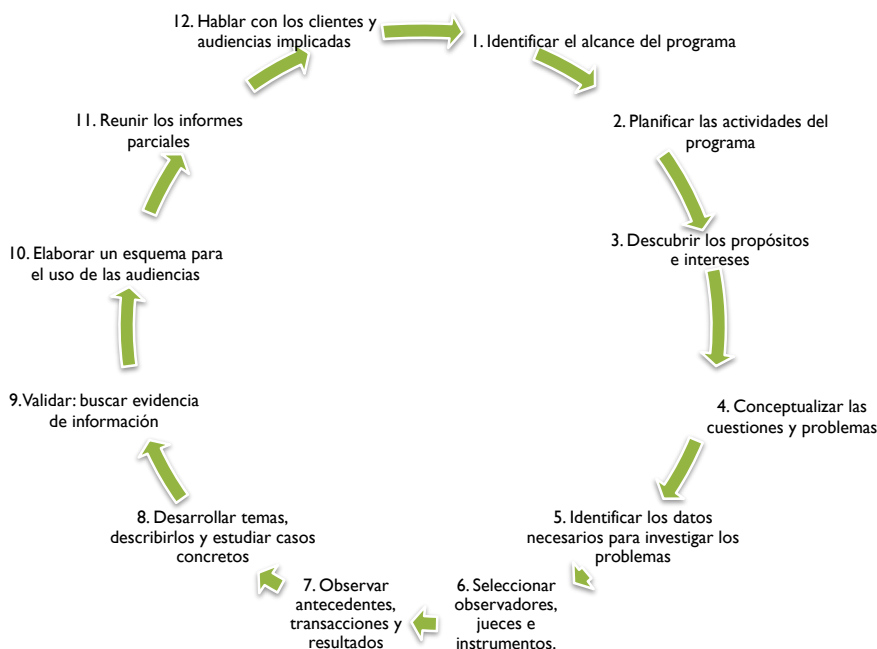 12. Hablar con los clientes y
audiencias implicadas
1. Identificar el alcance del programa
2. Planificar las actividades del
programa
3. Descubrir los propósitos
e intereses
4. Conceptualizar las
cuestiones y problemas
5. Identificar los datos
necesarios para investigar los
problemas
6. Seleccionar
observadores,
jueces e
instrumentos.
7. Observar
antecedentes,
transacciones y
resultados
8. Desarrollar temas,
describirlos y estudiar casos
concretos
9. Validar: buscar evidencia
de información
10. Elaborar un esquema para
el uso de las audiencias
11. Reunir los informes
parciales